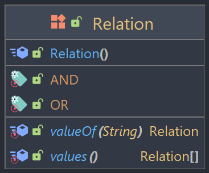 Relation
Relation()
AND
OR
valueOf(String) Relation
values() Relation[]